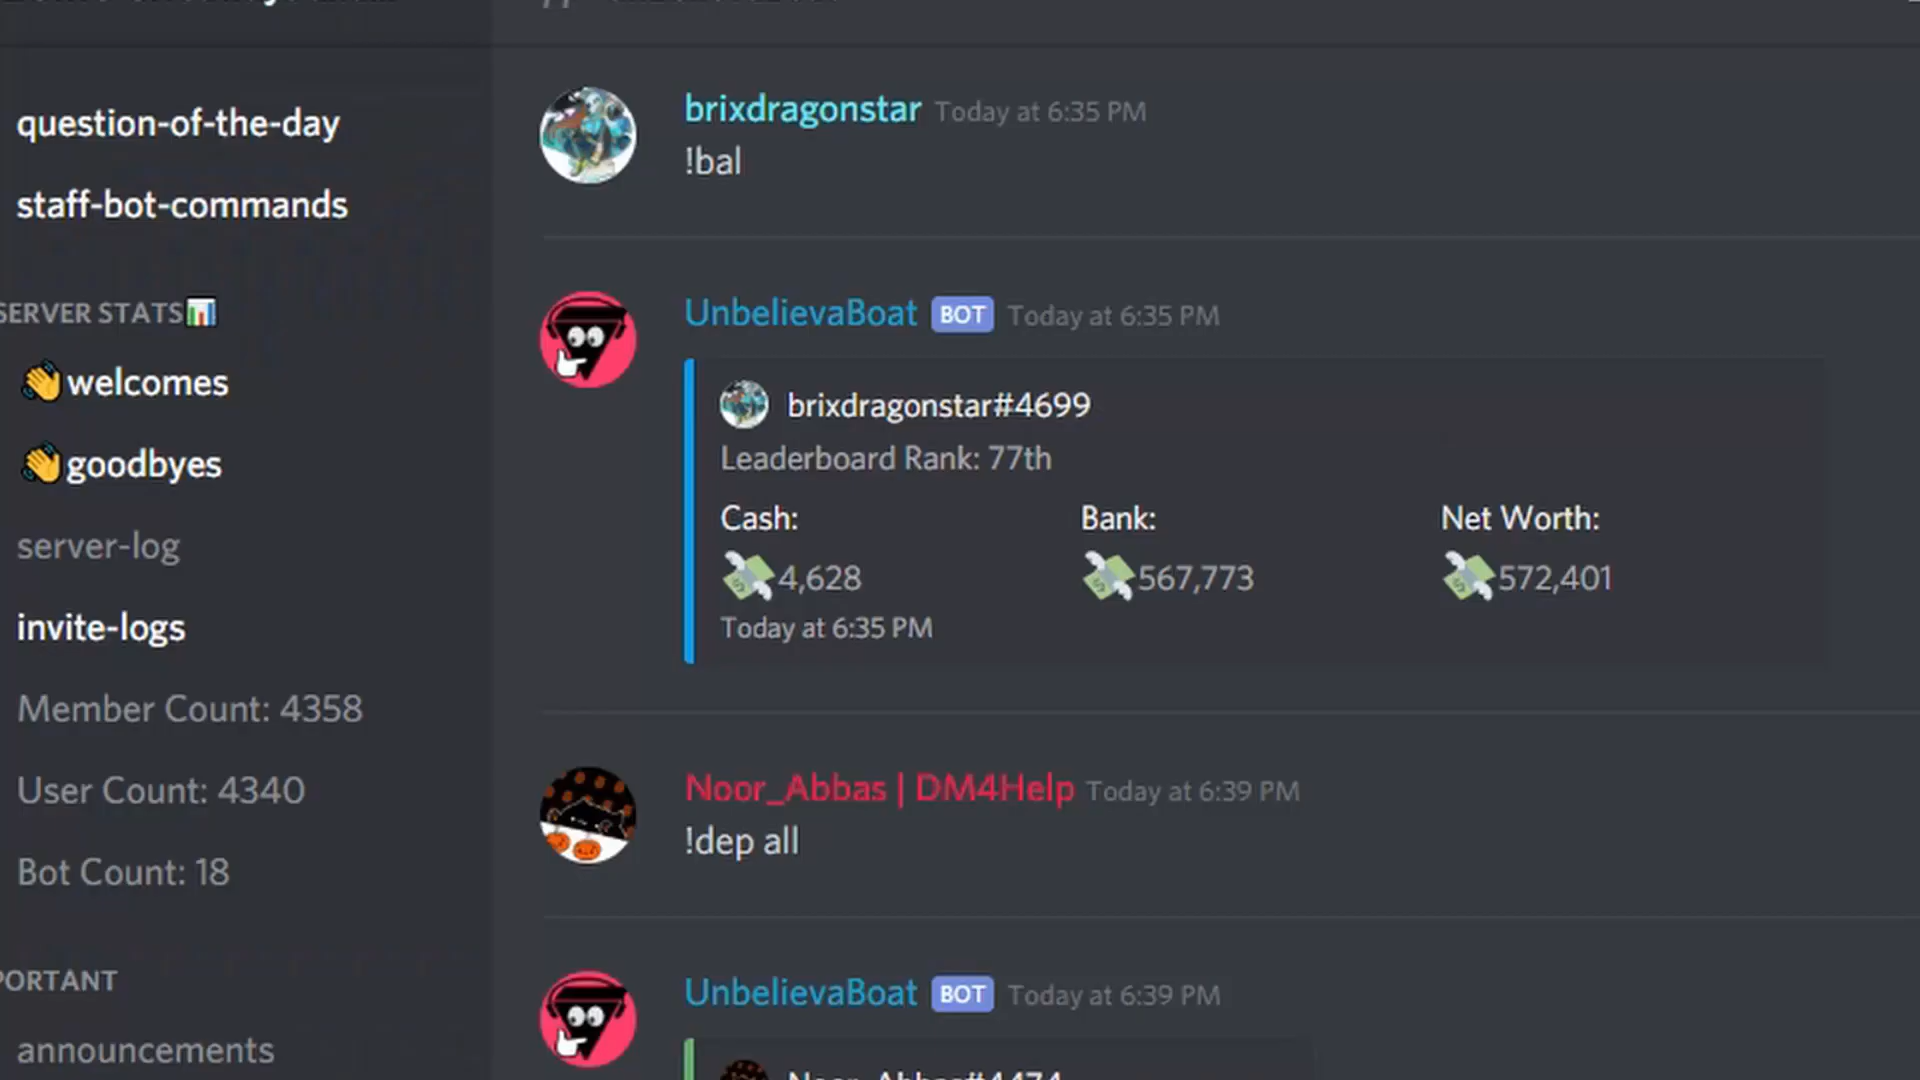 question-of-the-day
staff-bot-commands
SERVER STATS
welcomes
goodbyes
server-log
invite-logs
Member Count: 4358
User Count: 4340
Bot Count: 18
announcements
brixdragonstar Today at 6:35 PM
!bal
UnbelievaBoat BOT Today at 6:35 PM
brixdragonstar#4699
Leaderboard Rank: 77th
Cash: Bank: Net Worth:
4,628 567,773 572,401
Today at 6:35 PM
Noor_Abbas | DM4Help Today at 6:39 PM
!dep all
UnbelievaBoat BOT Today at 6:39 PM
Noor_Abbas#4474